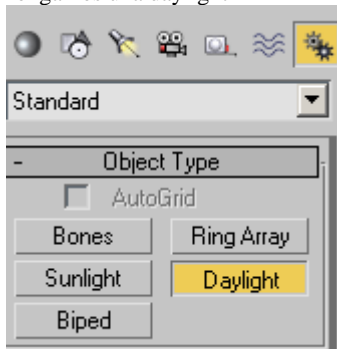 Standard
- Object Type
AutoGrid
Bones Ring Array
Sunlight Daylight
Biped